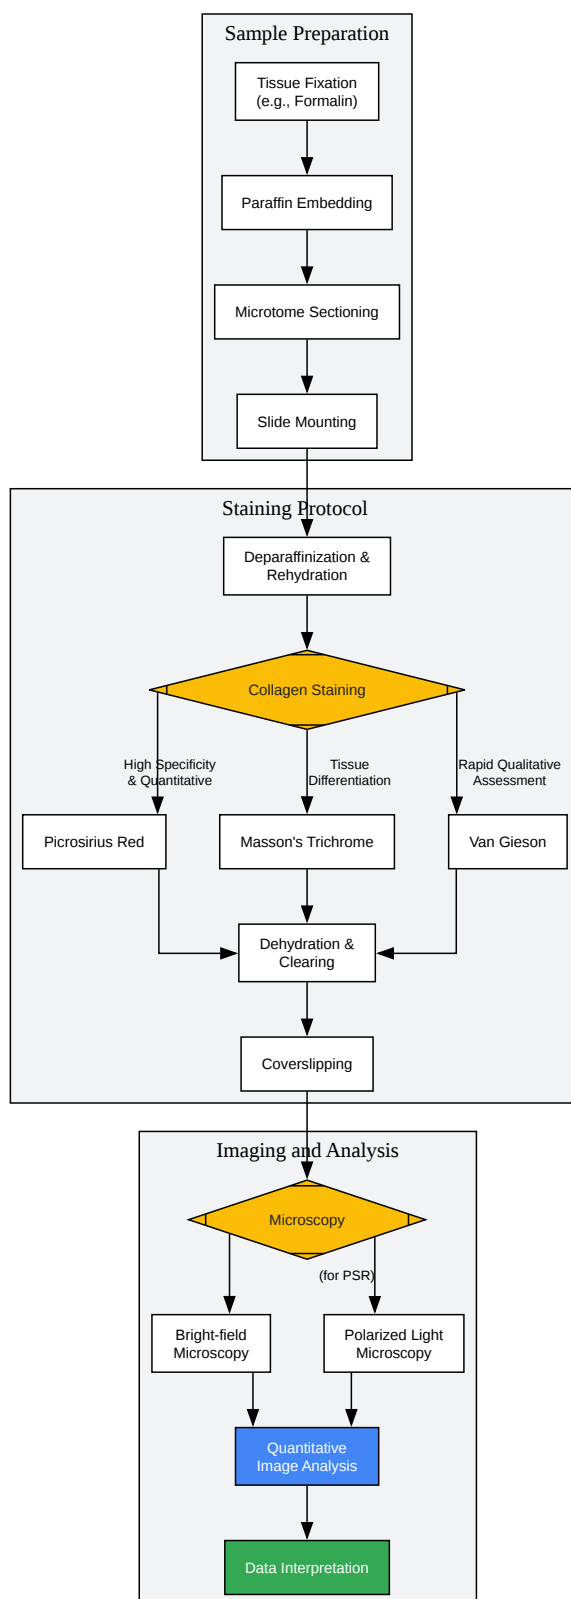 Sample Preparation
Tissue Fixation
(e.g., Formalin)
Paraffin Embedding
Microtome Sectioning
Slide Mounting
Staining Protocol
Deparaffinization &
Rehydration
Collagen Staining
High Specificity
& Quantitative
Tissue
Differentiation
Rapid Qualitative
Assessment
Picrosirius Red
Masson's Trichrome
Van Gieson
Dehydration &
Clearing
Coverslipping
Imaging and Analysis
Microscopy
(for PSR)
Bright-field
Microscopy
Polarized Light
Microscopy
Quantitative
Image Analysis
Data Interpretation